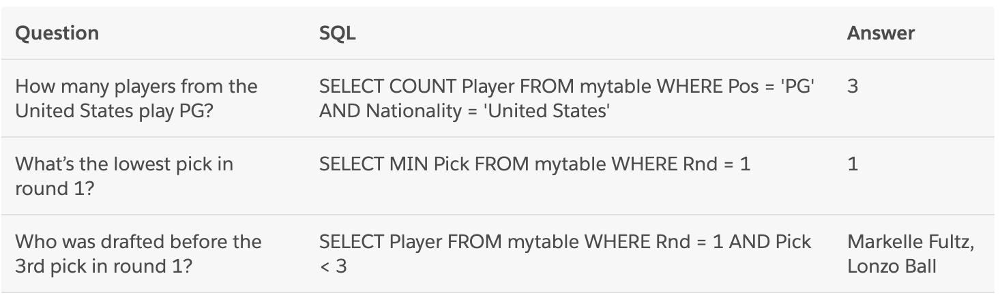 Question SQL Answer
How many players from the SELECT COUNT Player FROM mytable WHERE Pos = 'PG' 3
United States play PG? AND Nationality = 'United States'
What’s the lowest pick in SELECT MIN Pick FROM mytable WHERE Rnd = 1 1
round 1?
Who was drafted before the SELECT Player FROM mytable WHERE Rnd = 1 AND Pick Markelle Fultz,
3rd pick in round 1? < 3 Lonzo Ball